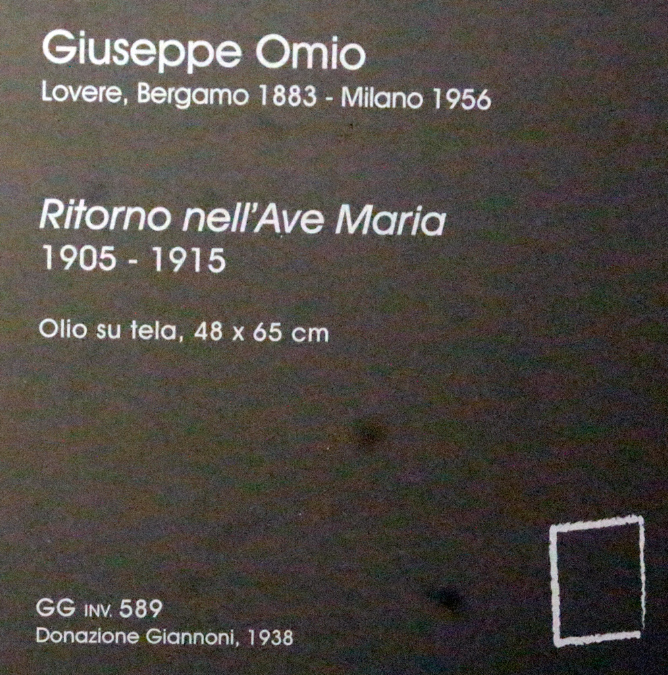 Giuseppe Omio
Lovere, Bergamo 1883 - Milano 1956
Ritorno nell'Ave Maria
1905 - 1915
Olio su tela, 48 x 65 cm
GG INV. 589
Donazione Giannoni, 1938